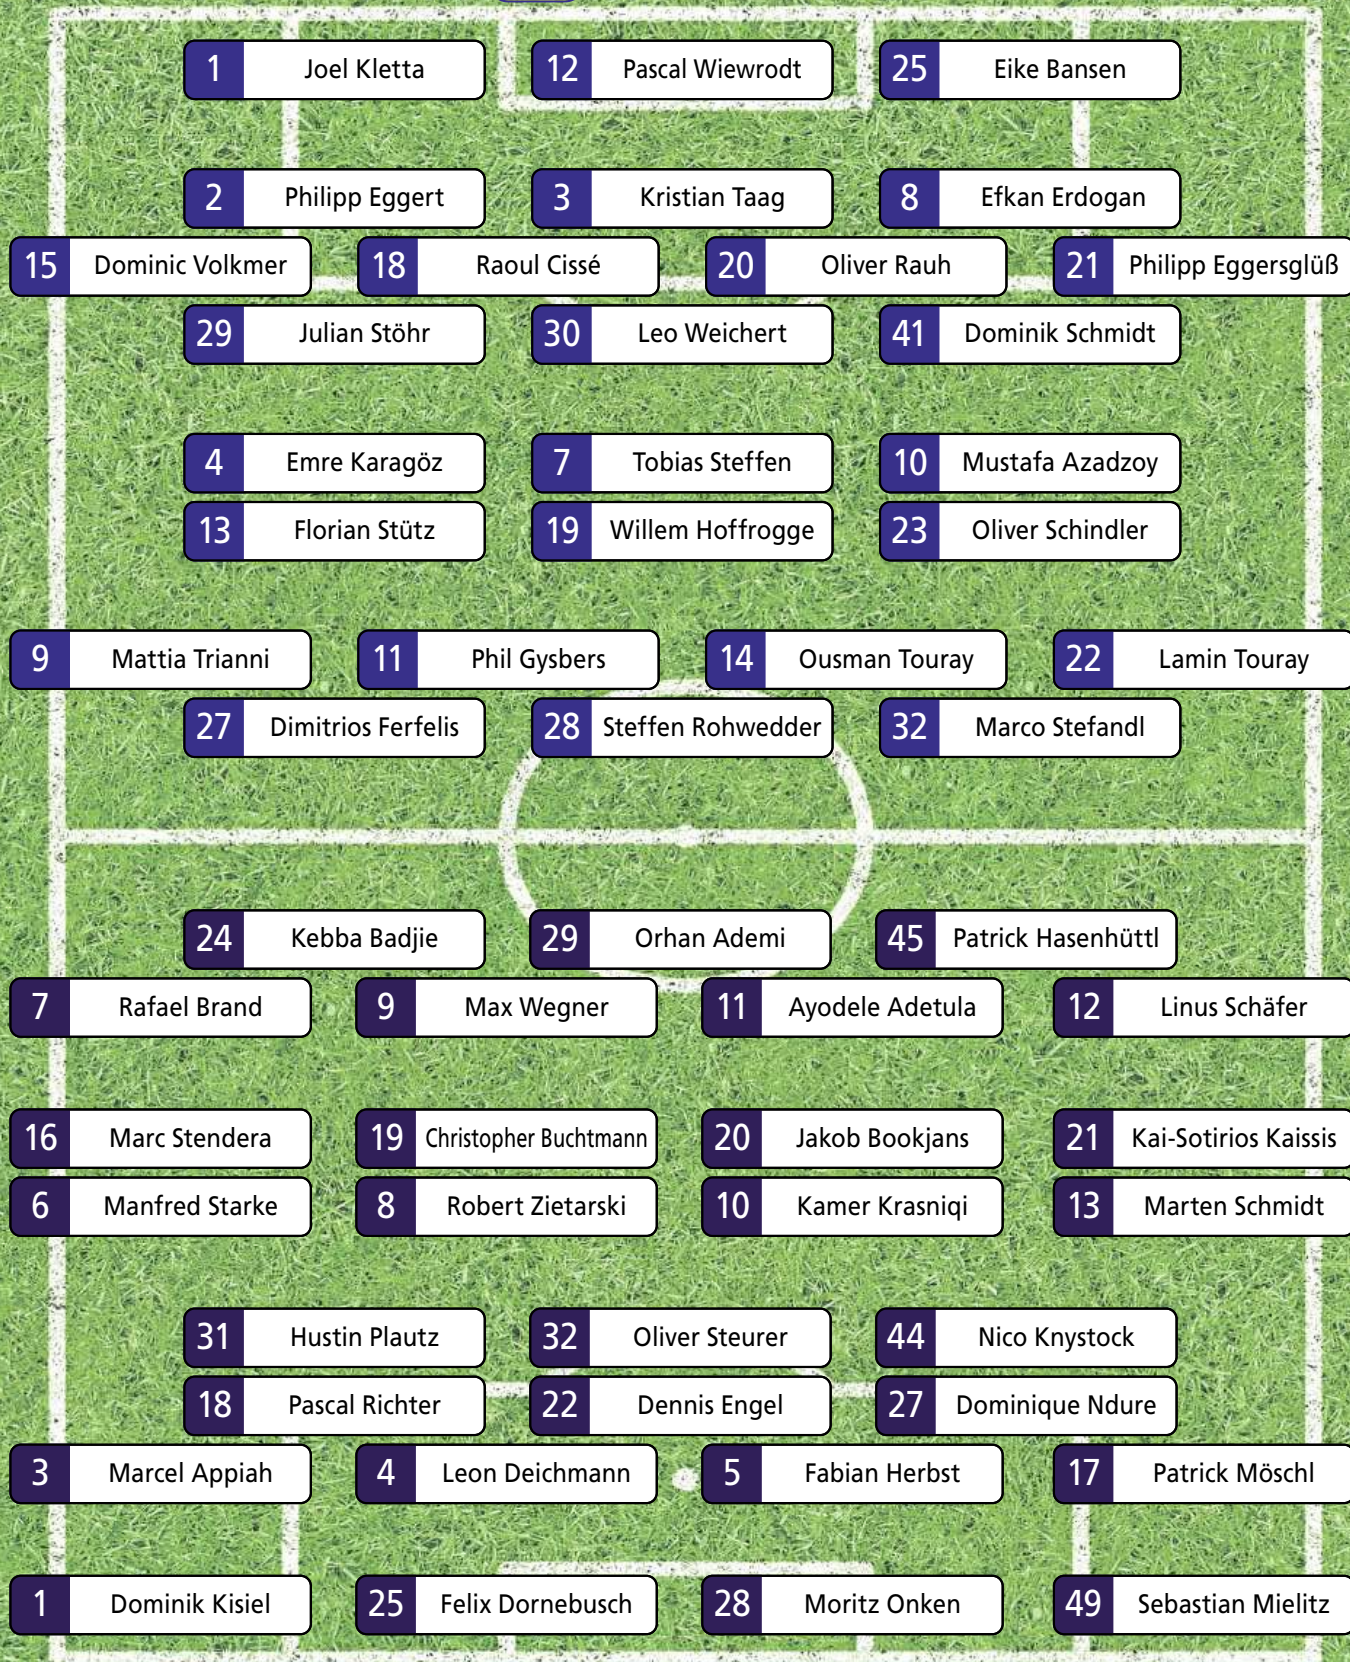 1 Joel Kletta 12 Pascal Wiewrodt 25 Eike Bansen
2 Philipp Eggert 3 Kristian Taag 8 Efkan Erdogan
15 Dominic Volkmer 18 Raoul Cissé 20 Oliver Rauh 21 Philipp Eggersglüß
29 Julian Stöhr 30 Leo Weichert 41 Dominik Schmidt
4 Emre Karagöz 7 Tobias Steffen 10 Mustafa Azadzoy
13 Florian Stütz 19 Willem Hoffrogge 23 Oliver Schindler
9 Mattia Trianni 11 Phil Gysbers 14 Ousman Touray 22 Lamin Touray
27 Dimitrios Ferfelis 28 Steffen Rohwedder 32 Marco Stefandl
24 Kebba Badjie 29 Orhan Ademi 45 Patrick Hasenhüttl
7 Rafael Brand 9 Max Wegner 11 Ayodele Adetula 12 Linus Schäfer
16 Marc Stendera 19 Christopher Buchtmann 20 Jakob Bookjans 21 Kai-Sotirios Kaissis
6 Manfred Starke 8 Robert Zietarski 10 Kamer Krasniqi 13 Marten Schmidt
31 Hustin Plautz 32 Oliver Steurer 44 Nico Knystock
18 Pascal Richter 22 Dennis Engel 27 Dominique Ndure
3 Marcel Appiah 4 Leon Deichmann 5 Fabian Herbst 17 Patrick Möschl
1 Dominik Kisiel 25 Felix Dornebusch 28 Moritz Onken 49 Sebastian Mielitz